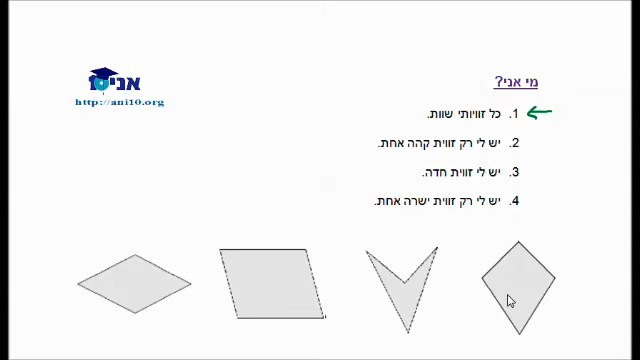 אני10
http://ani10.org
מי אני?
1. כל זוויותי שוות.
2. יש לי רק זווית קהה אחת.
3. יש לי זווית חדה.
4. יש לי רק זווית ישרה אחת.